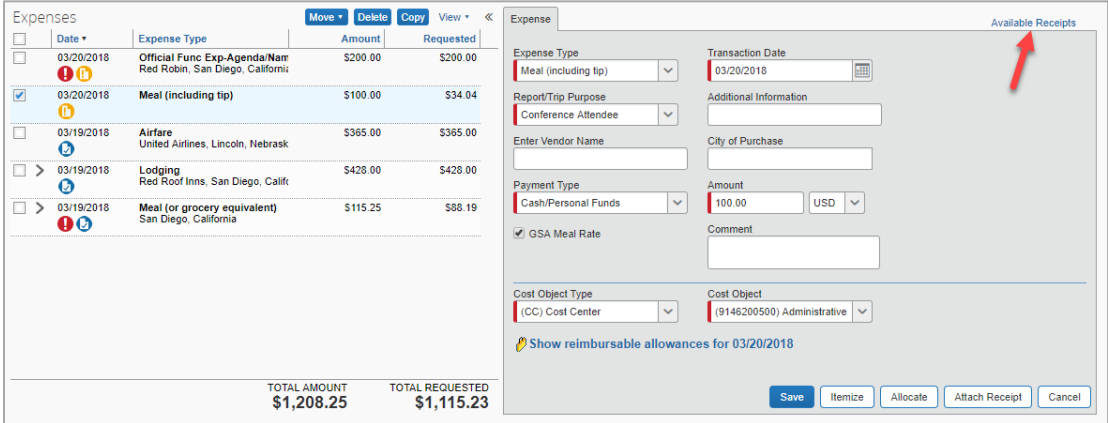 Expenses
Move Delete Copy View «
Date Expense Type Amount Requested
03/20/2018 Official Func Exp-Agenda/Nam $200.00 $200.00
Red Robin, San Diego, California
03/20/2018 Meal (including tip) $100.00 $34.04
03/19/2018 Airfare $365.00 $365.00
United Airlines, Lincoln, Nebrask
03/19/2018 Lodging $428.00 $428.00
Red Roof Inns, San Diego, Califo
03/19/2018 Meal (or grocery equivalent) $115.25 $88.19
San Diego, California
TOTAL AMOUNT TOTAL REQUESTED
$1,208.25 $1,115.23
Expense
Available Receipts
Expense Type Transaction Date
Meal (including tip) 03/20/2018
Report/Trip Purpose Additional Information
Conference Attendee
Enter Vendor Name City of Purchase
Payment Type Amount
Cash/Personal Funds 100.00 USD
GSA Meal Rate Comment
Cost Object Type Cost Object
(CC) Cost Center (9146200500) Administrative
Show reimbursable allowances for 03/20/2018
Save Itemize Allocate Attach Receipt Cancel